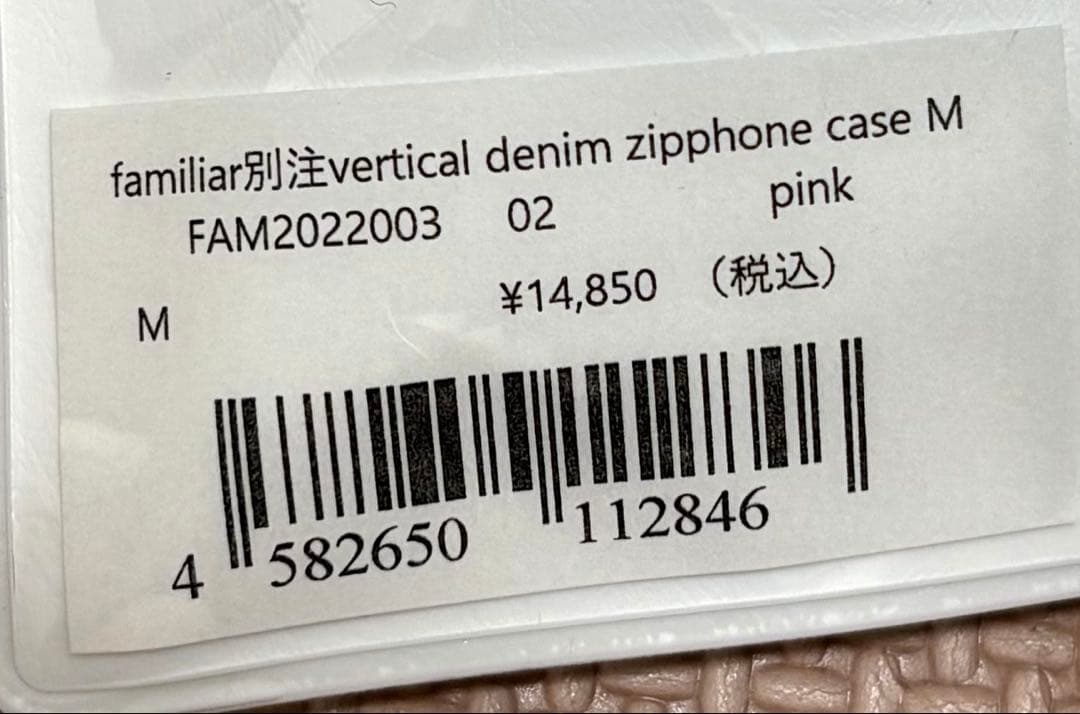 familiar別注vertical denim zipphone case M
FAM2022003 02 pink
M ¥14,850 （税込）
4 582650 112846